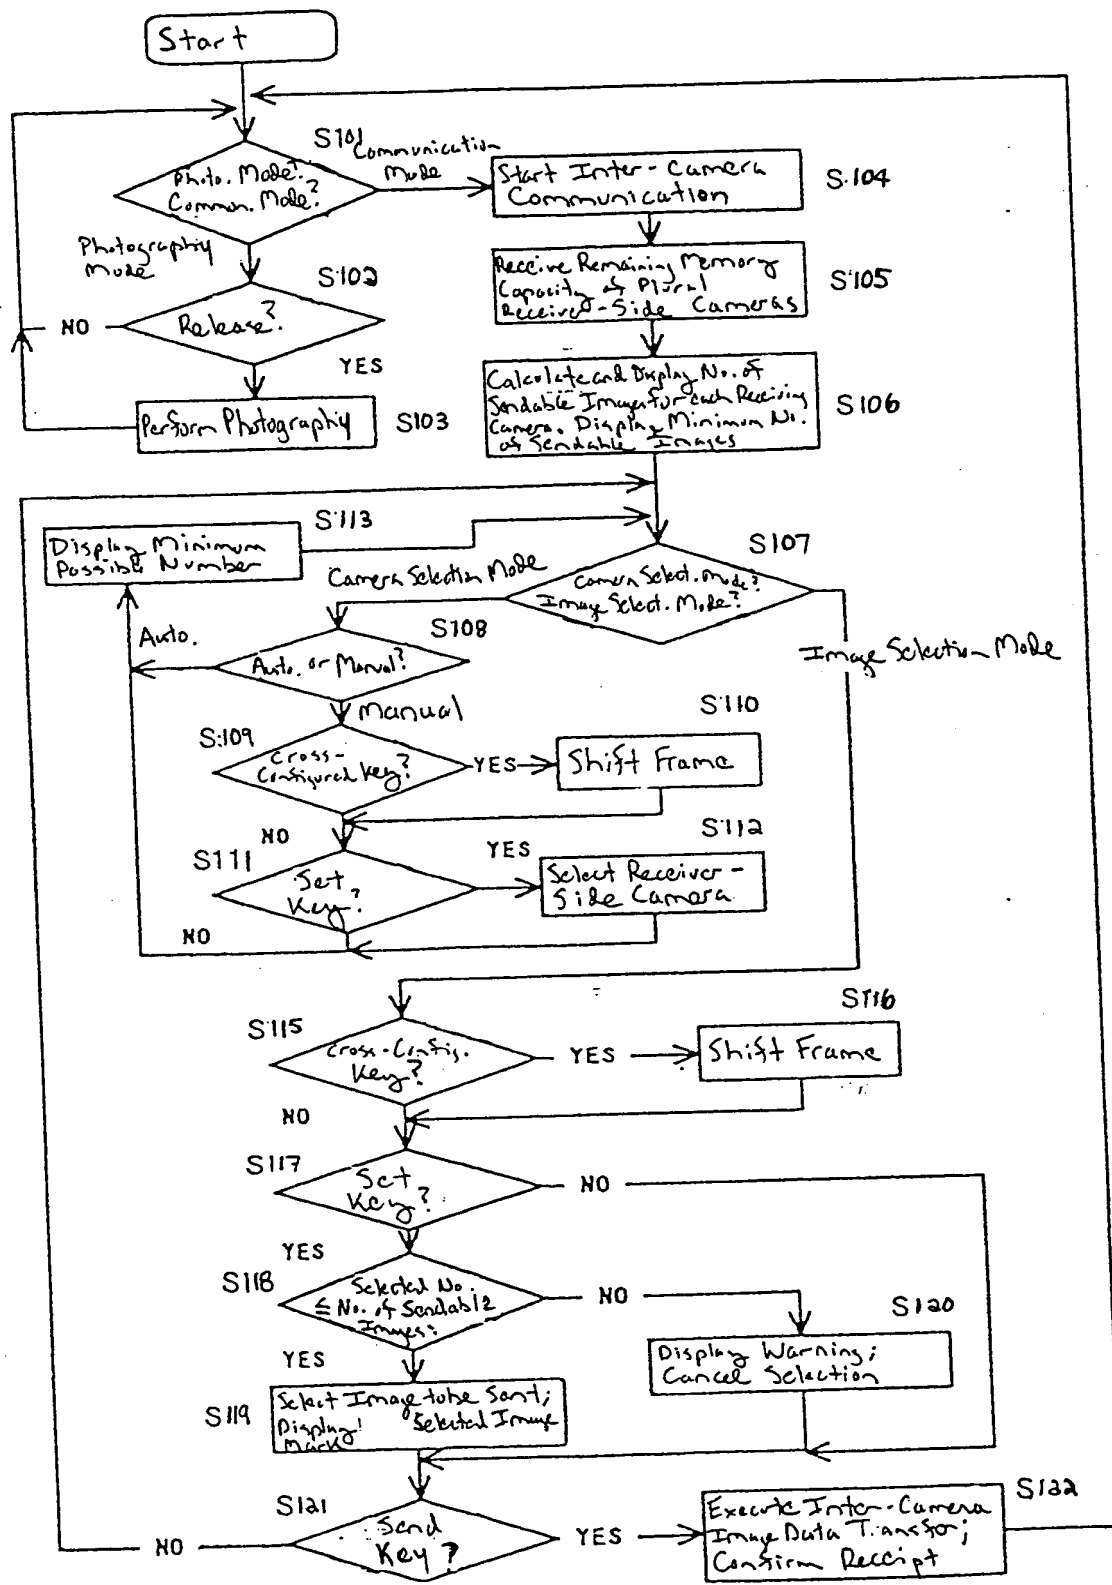 Start
S101
Communication
Mode
Photo. Mode?
Commun. Mode?
Start Inter-Camera
Communication
S104
Photography
Mode
S102
Receive Remaining Memory
Capacity of Plural
Receiver-Side Cameras
S105
Release?
NO
YES
Calculate and Display No. of
Sendable Images for each Receiving
Camera. Display Minimum No.
of Sendable Images
S106
Perform Photography
S103
S113
Display Minimum
Possible Number
S107
Camera Selection Mode
Camera Select. Mode?
Image Select. Mode?
S108
Auto.
Auto. or Manual?
Image Selection Mode
Manual
S109
S110
Cross-
Configured Key?
YES
Shift Frame
NO
S112
S111
YES
Set
Key?
Select Receiver-
Side Camera
NO
S116
S115
Cross-Config.
Key?
YES
Shift Frame
NO
S117
Set
Key?
NO
YES
S118
Selected No.
≤ No. of Sendable
Images?
NO
S120
YES
Display Warning;
Cancel Selection
S119
Select Image to be Sent;
Display Selected Image
Mark
S121
S122
Send
Key?
NO
YES
Execute Inter-Camera
Image Data Transfer;
Confirm Receipt